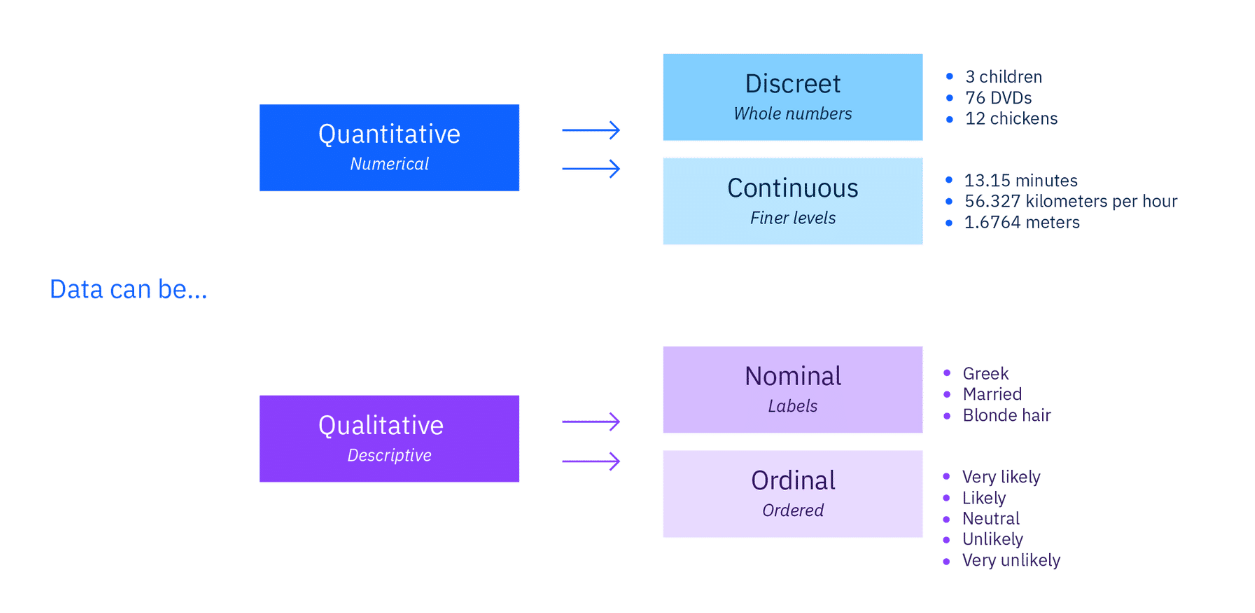 Data can be...
Quantitative
Numerical
Discreet
Whole numbers
• 3 children
• 76 DVDs
• 12 chickens
Continuous
Finer levels
• 13.15 minutes
• 56.327 kilometers per hour
• 1.6764 meters
Qualitative
Descriptive
Nominal
Labels
• Greek
• Married
• Blonde hair
Ordinal
Ordered
• Very likely
• Likely
• Neutral
• Unlikely
• Very unlikely